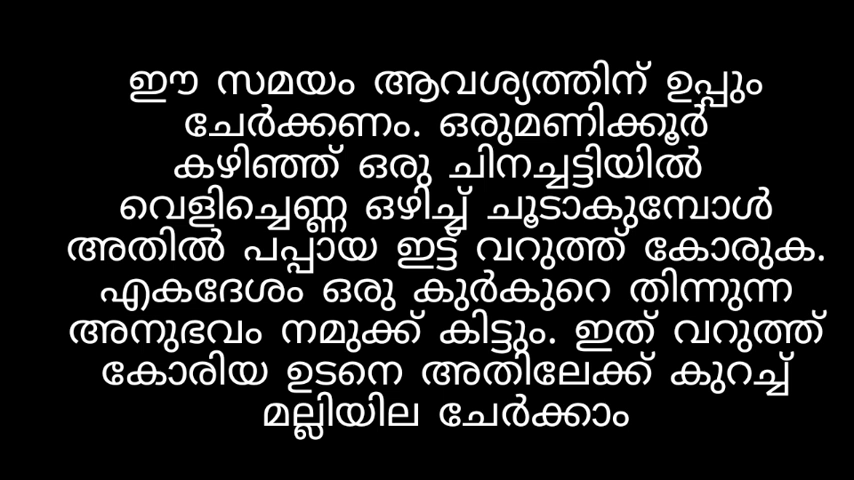 ഈ സമയം ആവശ്യത്തിന് ഉപ്പും
ചേർക്കണം. ഒരുമണിക്കൂർ
കഴിഞ്ഞ് ഒരു ചിനച്ചട്ടിയിൽ
വെളിച്ചെണ്ണ ഒഴിച്ച് ചൂടാകുമ്പോൾ
അതിൽ പപ്പായ ഇട്ട് വറുത്ത് കോരുക.
എകദേശം ഒരു കുർകുറെ തിന്നുന്ന
അനുഭവം നമുക്ക് കിട്ടും. ഇത് വറുത്ത്
കോരിയ ഉടനെ അതിലേക്ക് കുറച്ച്
മല്ലിയില ചേർക്കാം